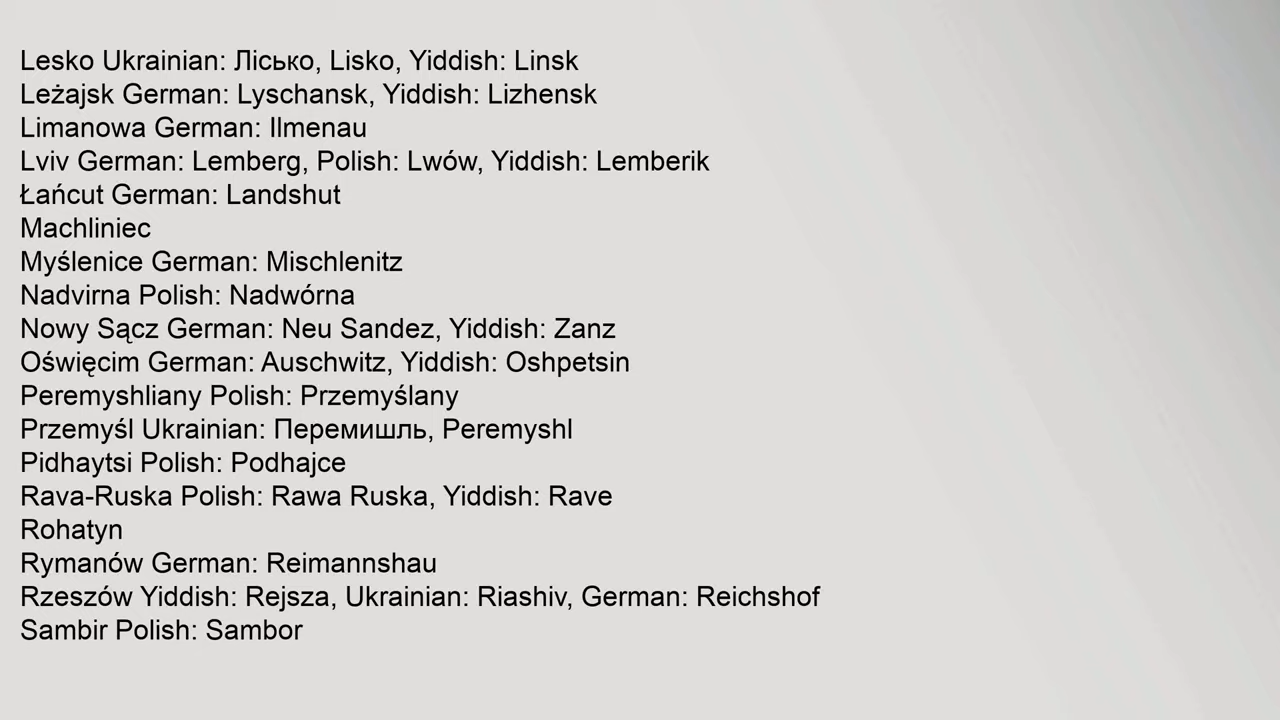 Lesko Ukrainian: Лісько, Lisko, Yiddish: Linsk
Leżajsk German: Lyschansk, Yiddish: Lizhensk
Limanowa German: Ilmenau
Lviv German: Lemberg, Polish: Lwów, Yiddish: Lemberik
Łańcut German: Landshut
Machliniec
Myślenice German: Mischlenitz
Nadvirna Polish: Nadwórna
Nowy Sącz German: Neu Sandez, Yiddish: Zanz
Oświęcim German: Auschwitz, Yiddish: Oshpetsin
Peremyshliany Polish: Przemyślany
Przemyśl Ukrainian: Перемишль, Peremyshl
Pidhaytsi Polish: Podhajce
Rava-Ruska Polish: Rawa Ruska, Yiddish: Rave
Rohatyn
Rymanów German: Reimannshau
Rzeszów Yiddish: Rejsza, Ukrainian: Riashiv, German: Reichshof
Sambir Polish: Sambor